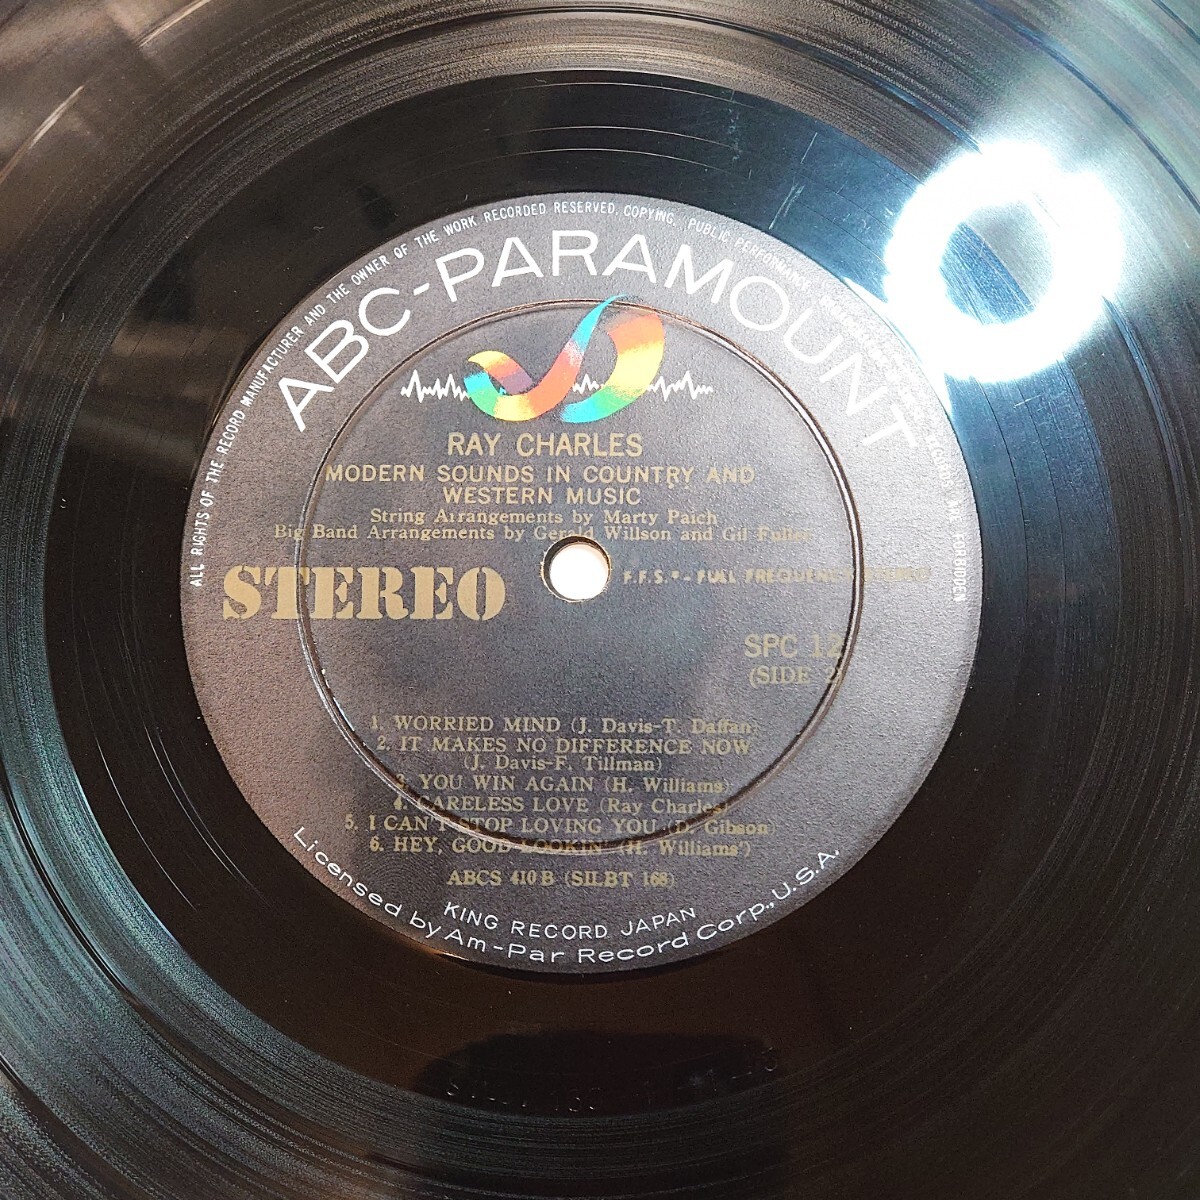 ALL RIGHTS OF THE RECORD MANUFACTURER AND THE OWNER OF THE WORK RECORDED RESERVED. COPYING, PUBLIC PERFORMANCE FORBIDDEN
ABC-PARAMOUNT
RAY CHARLES
MODERN SOUNDS IN COUNTRY AND
WESTERN MUSIC
String Arrangements by Marty Paich
Big Band Arrangements by Gerald Willson and Gil Fuller
STEREO
F.F.S.* - FULL FREQUENCY STEREO
SPC 12
(SIDE 2)
1. WORRIED MIND (J. Davis-T. Daffan)
2. IT MAKES NO DIFFERENCE NOW
(J. Davis-F. Tillman)
3. YOU WIN AGAIN (H. Williams)
4. CARELESS LOVE (Ray Charles)
5. I CAN'T STOP LOVING YOU (D. Gibson)
6. HEY, GOOD LOOKIN' (H. Williams')
ABCS 410 B (SILBT 168)
KING RECORD JAPAN
Licensed by Am-Par Record Corp., U.S.A.